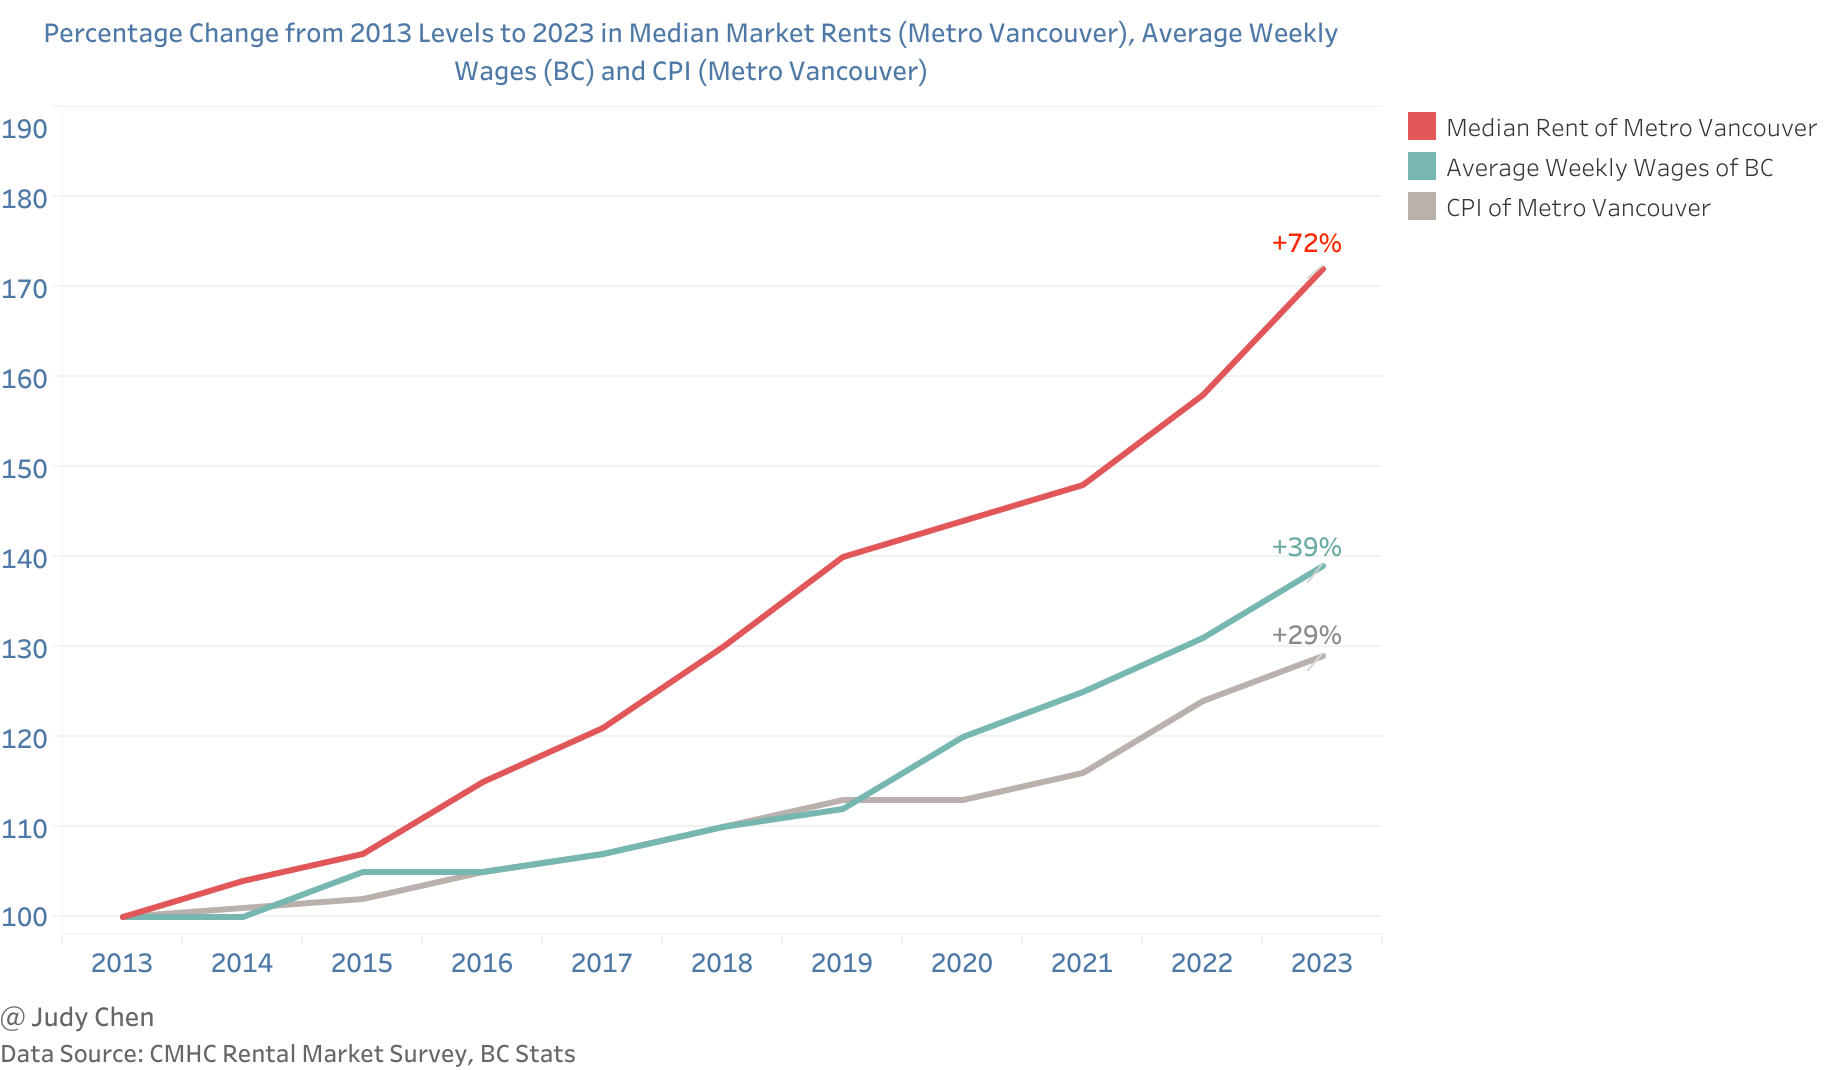 Percentage Change from 2013 Levels to 2023 in Median Market Rents (Metro Vancouver), Average Weekly
Wages (BC) and CPI (Metro Vancouver)
Median Rent of Metro Vancouver
Average Weekly Wages of BC
CPI of Metro Vancouver
190
180
170
160
150
140
130
120
110
100
+72%
+39%
+29%
2013 2014 2015 2016 2017 2018 2019 2020 2021 2022 2023
@ Judy Chen
Data Source: CMHC Rental Market Survey, BC Stats